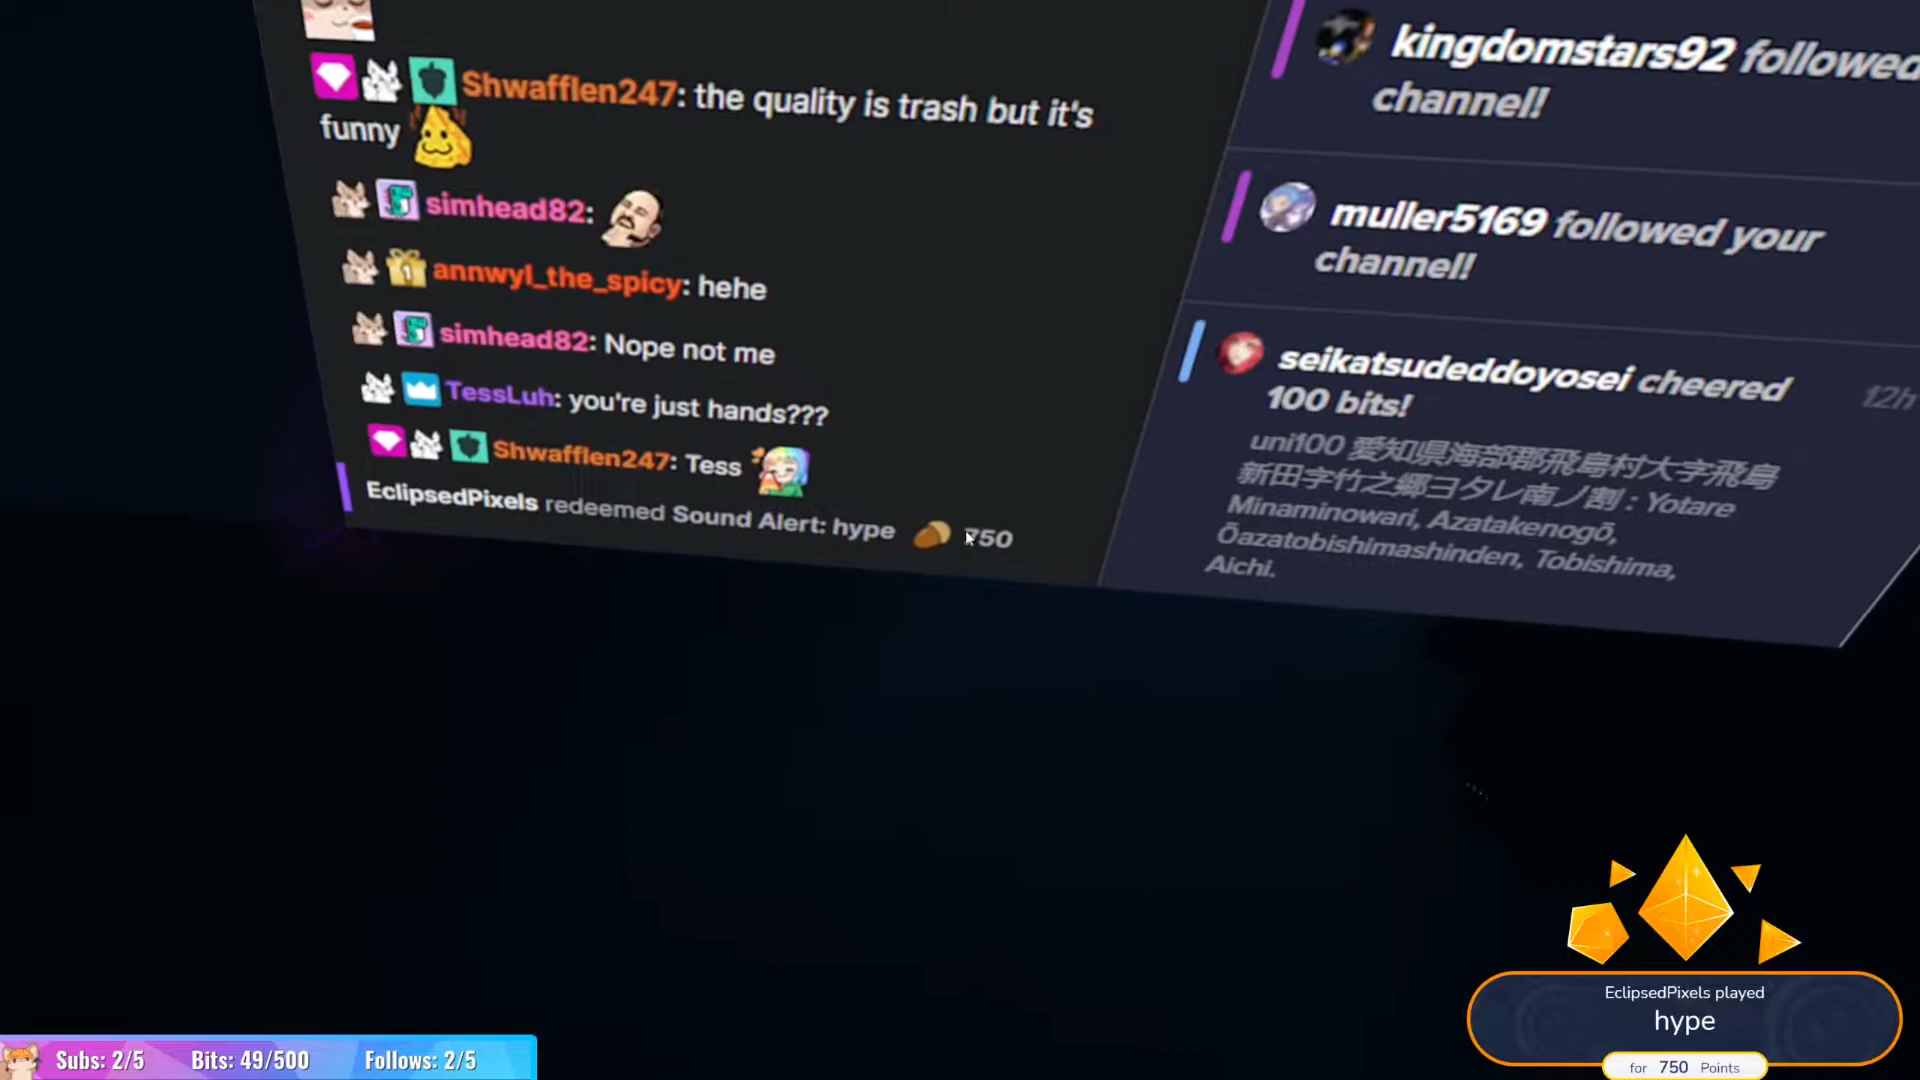 Shwafflen247: the quality is trash but it's
funny
simhead82:
annwyl_the_spicy: hehe
simhead82: Nope not me
TessLuh: you're just hands???
Shwafflen247: Tess
EclipsedPixels redeemed Sound Alert: hype 750
kingdomstars92 followed
channel!
muller5169 followed your
channel!
seikatsudeddoyosei cheered 12h
100 bits!
uni100 愛知県海部郡飛島村大字飛島
新田字竹之郷ヨタレ南ノ割 : Yotare
Minaminowari, Azatakenogō,
Ōazatobishimashinden, Tobishima,
Aichi.
EclipsedPixels played
hype
for 750 Points
Subs: 2/5 Bits: 49/500 Follows: 2/5